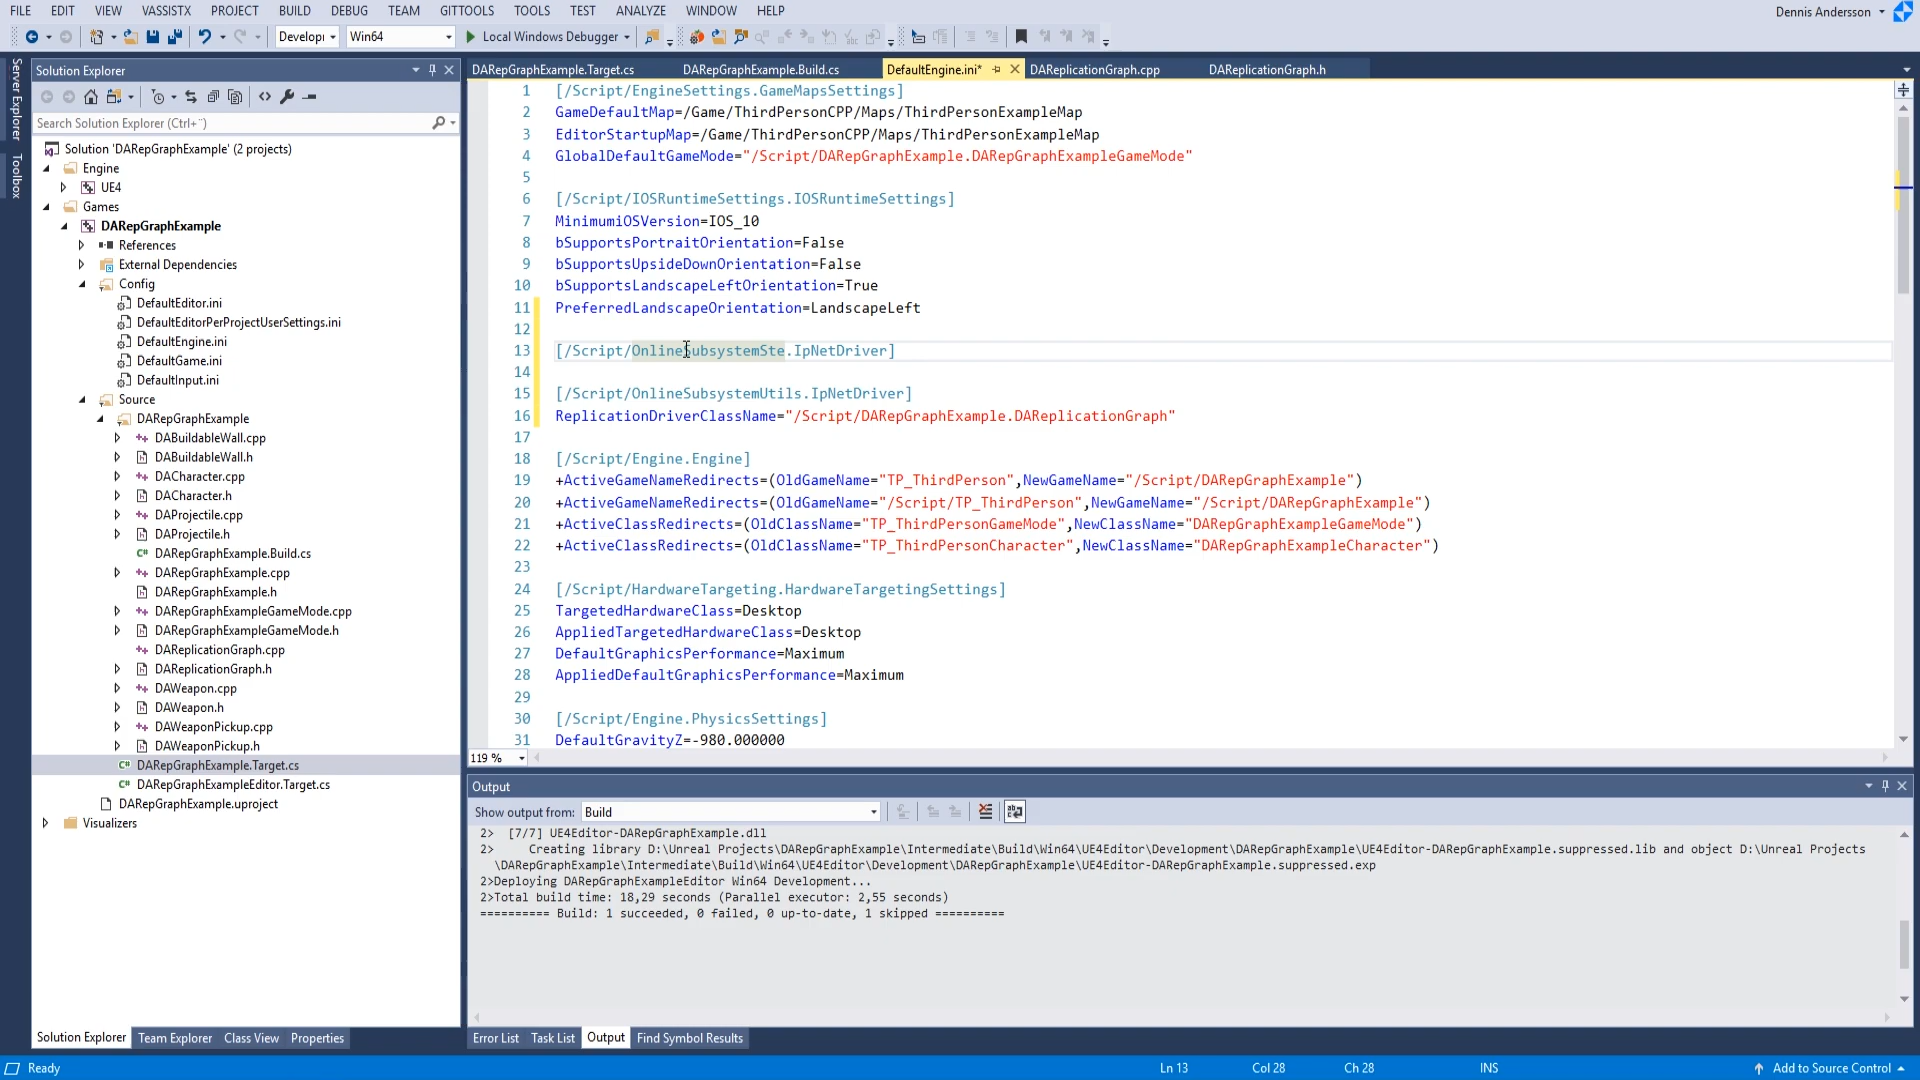 FILE EDIT VIEW VASSISTX PROJECT BUILD DEBUG TEAM GITTOOLS TOOLS TEST ANALYZE WINDOW HELP Dennis Andersson
Developı Win64 Local Windows Debugger
Server Explorer
Toolbox
Solution Explorer
Search Solution Explorer (Ctrl+¨)
Solution 'DARepGraphExample' (2 projects)
Engine
UE4
Games
DARepGraphExample
References
External Dependencies
Config
DefaultEditor.ini
DefaultEditorPerProjectUserSettings.ini
DefaultEngine.ini
DefaultGame.ini
DefaultInput.ini
Source
DARepGraphExample
DABuildableWall.cpp
DABuildableWall.h
DACharacter.cpp
DACharacter.h
DAProjectile.cpp
DAProjectile.h
DARepGraphExample.Build.cs
DARepGraphExample.cpp
DARepGraphExample.h
DARepGraphExampleGameMode.cpp
DARepGraphExampleGameMode.h
DAReplicationGraph.cpp
DAReplicationGraph.h
DAWeapon.cpp
DAWeapon.h
DAWeaponPickup.cpp
DAWeaponPickup.h
DARepGraphExample.Target.cs
DARepGraphExampleEditor.Target.cs
DARepGraphExample.uproject
Visualizers
Solution Explorer Team Explorer Class View Properties
DARepGraphExample.Target.cs DARepGraphExample.Build.cs DefaultEngine.ini* DAReplicationGraph.cpp DAReplicationGraph.h
1 [/Script/EngineSettings.GameMapsSettings]
2 GameDefaultMap=/Game/ThirdPersonCPP/Maps/ThirdPersonExampleMap
3 EditorStartupMap=/Game/ThirdPersonCPP/Maps/ThirdPersonExampleMap
4 GlobalDefaultGameMode="/Script/DARepGraphExample.DARepGraphExampleGameMode"
5
6 [/Script/IOSRuntimeSettings.IOSRuntimeSettings]
7 MinimumiOSVersion=IOS_10
8 bSupportsPortraitOrientation=False
9 bSupportsUpsideDownOrientation=False
10 bSupportsLandscapeLeftOrientation=True
11 PreferredLandscapeOrientation=LandscapeLeft
12
13 [/Script/OnlineSubsystemSte.IpNetDriver]
14
15 [/Script/OnlineSubsystemUtils.IpNetDriver]
16 ReplicationDriverClassName="/Script/DARepGraphExample.DAReplicationGraph"
17
18 [/Script/Engine.Engine]
19 +ActiveGameNameRedirects=(OldGameName="TP_ThirdPerson",NewGameName="/Script/DARepGraphExample")
20 +ActiveGameNameRedirects=(OldGameName="/Script/TP_ThirdPerson",NewGameName="/Script/DARepGraphExample")
21 +ActiveClassRedirects=(OldClassName="TP_ThirdPersonGameMode",NewClassName="DARepGraphExampleGameMode")
22 +ActiveClassRedirects=(OldClassName="TP_ThirdPersonCharacter",NewClassName="DARepGraphExampleCharacter")
23
24 [/Script/HardwareTargeting.HardwareTargetingSettings]
25 TargetedHardwareClass=Desktop
26 AppliedTargetedHardwareClass=Desktop
27 DefaultGraphicsPerformance=Maximum
28 AppliedDefaultGraphicsPerformance=Maximum
29
30 [/Script/Engine.PhysicsSettings]
31 DefaultGravityZ=-980.000000
119 %
Output
Show output from: Build
2> [7/7] UE4Editor-DARepGraphExample.dll
2> Creating library D:\Unreal Projects\DARepGraphExample\Intermediate\Build\Win64\UE4Editor\Development\DARepGraphExample\UE4Editor-DARepGraphExample.suppressed.lib and object D:\Unreal Projects
\DARepGraphExample\Intermediate\Build\Win64\UE4Editor\Development\DARepGraphExample\UE4Editor-DARepGraphExample.suppressed.exp
2>Deploying DARepGraphExampleEditor Win64 Development...
2>Total build time: 18,29 seconds (Parallel executor: 2,55 seconds)
========== Build: 1 succeeded, 0 failed, 0 up-to-date, 1 skipped ==========
Error List Task List Output Find Symbol Results
Ready Ln 13 Col 28 Ch 28 INS Add to Source Control